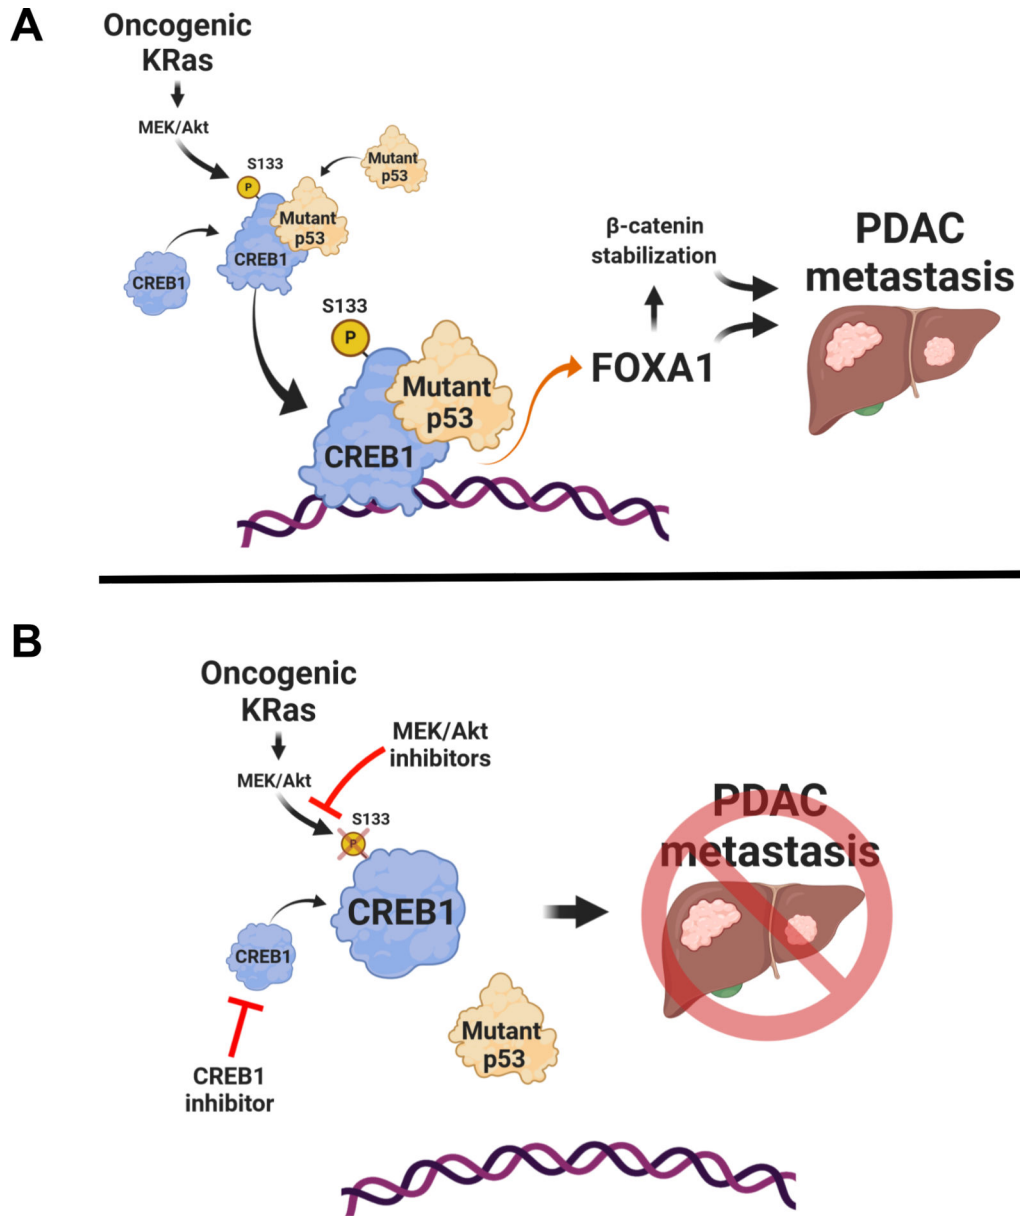 A
Oncogenic
KRas
MEK/Akt
S133
P
Mutant
p53
Mutant
p53
CREB1
CREB1
S133
P
Mutant
p53
CREB1
β-catenin
stabilization
FOXA1
PDAC
metastasis
B
Oncogenic
KRas
MEK/Akt
inhibitors
MEK/Akt
S133
P
CREB1
CREB1
Mutant
p53
CREB1
inhibitor
PDAC
metastasis